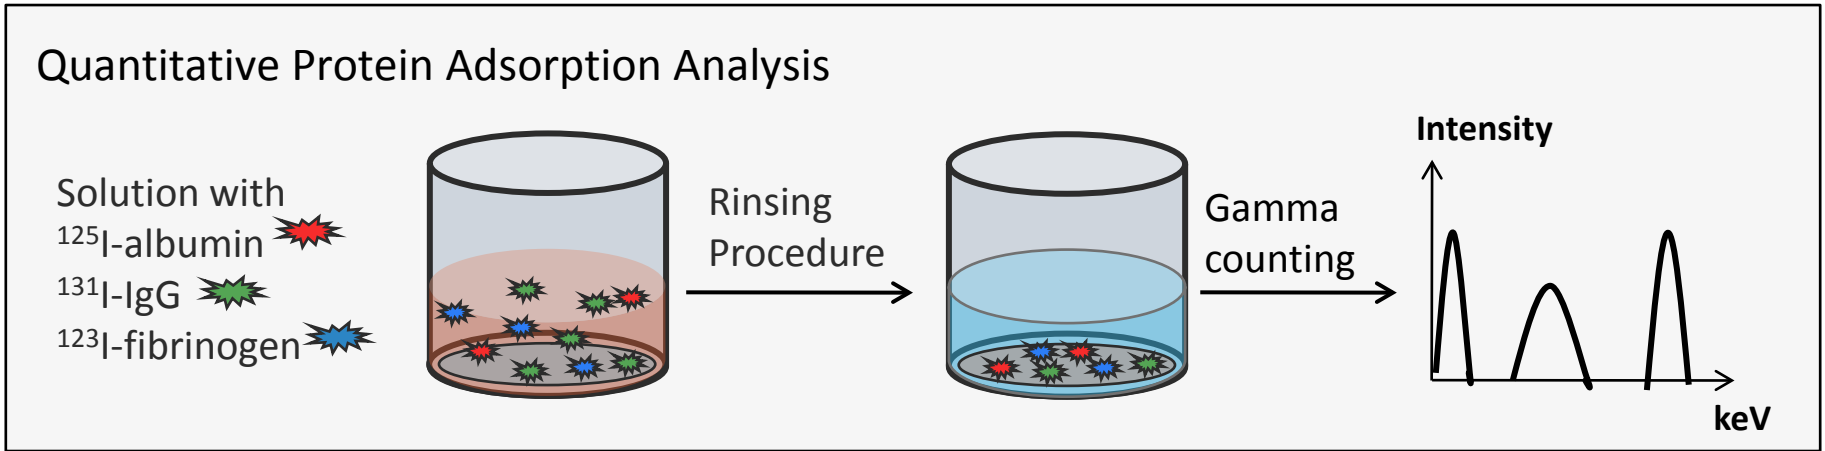 Quantitative Protein Adsorption Analysis
Solution with
¹²⁵I-albumin
¹³¹I-IgG
¹²³I-fibrinogen
Rinsing
Procedure
Gamma
counting
Intensity
keV